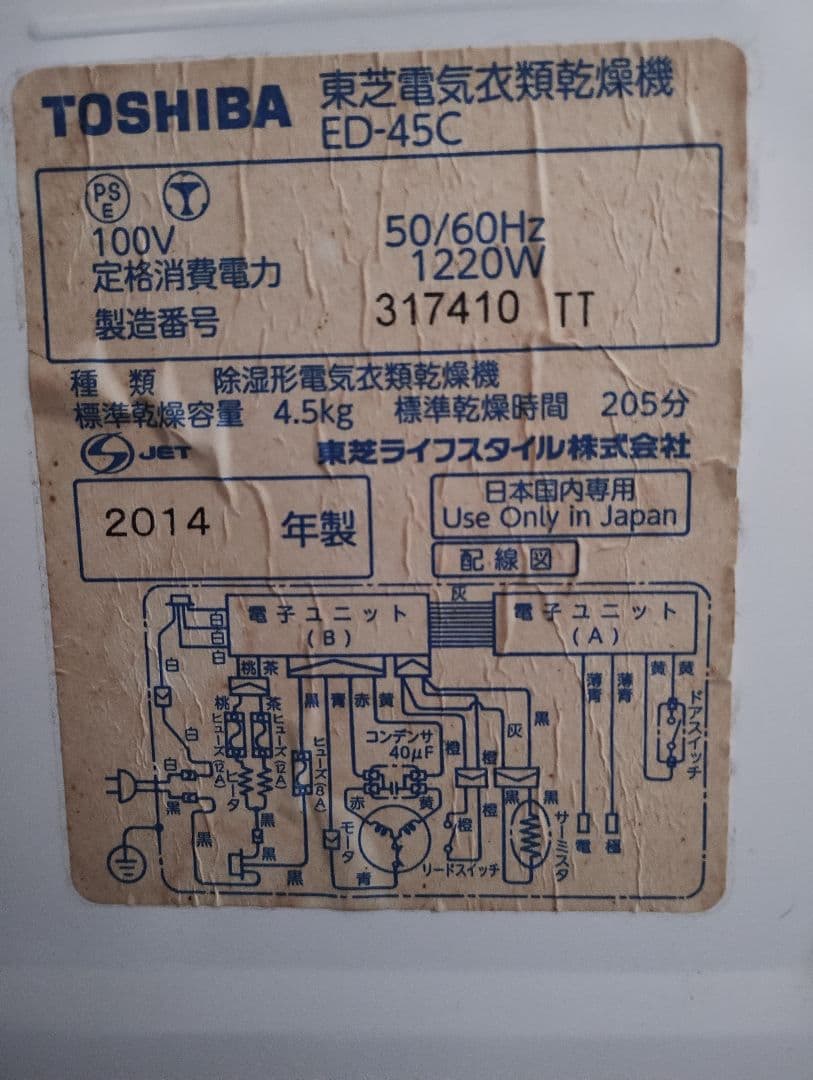 TOSHIBA 東芝電気衣類乾燥機
ED-45C
PS
E
100V 50/60Hz
定格消費電力 1220W
製造番号 317410 TT
種 類 除湿形電気衣類乾燥機
標準乾燥容量 4.5kg 標準乾燥時間 205分
JET 東芝ライフスタイル株式会社
2014 年製
日本国内専用
Use Only in Japan
配線図
灰
電子ユニット
(B)
電子ユニット
(A)
白
白
白
白
桃 茶
黒 青 赤 黄
薄青 薄青
黄 黄
桃 茶
ヒューズ(12A)
ヒューズ(12A)
ヒューズ(8A)
コンデンサ
40μF
橙
橙
灰
黒
ドアスイッチ
白
白
黒
ヒータ
赤 黄
橙
橙
黒
黒
サーミスタ
黒
黒
黒
モータ
青
リードスイッチ
電 極
黒
黒